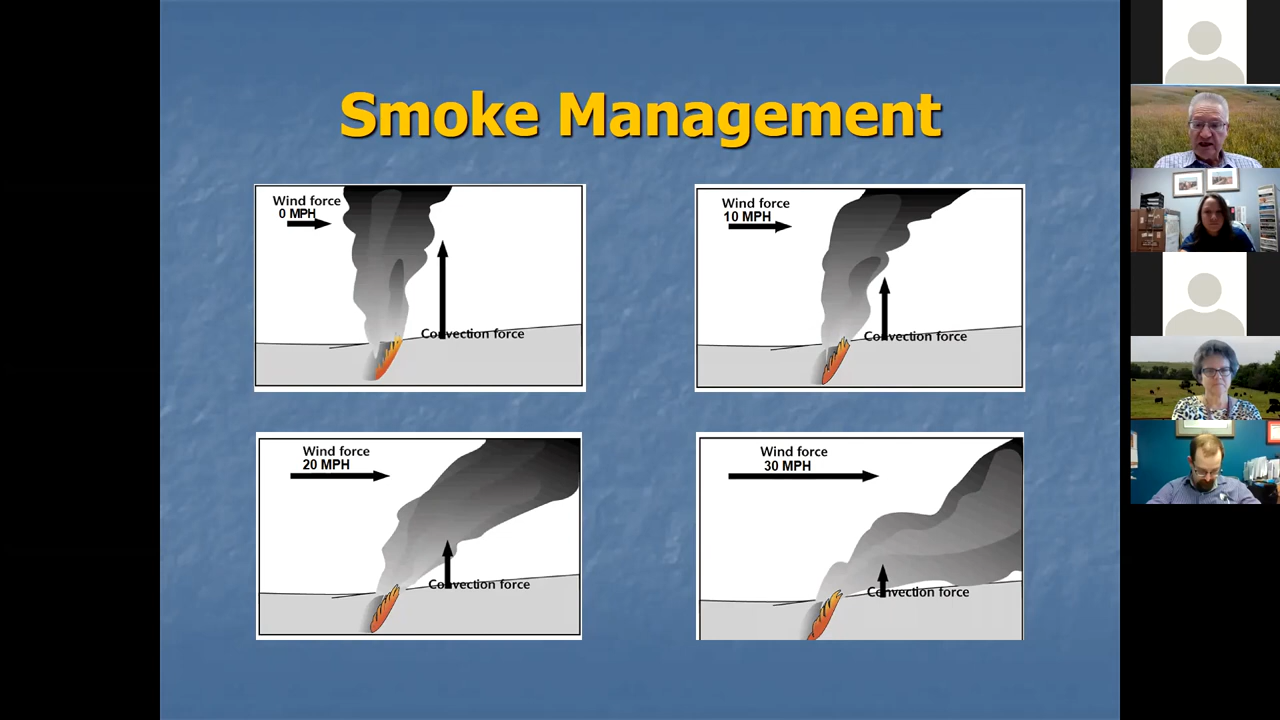 Smoke Management
Wind force
0 MPH
Convection force
Wind force
10 MPH
Convection force
Wind force
20 MPH
Convection force
Wind force
30 MPH
Convection force